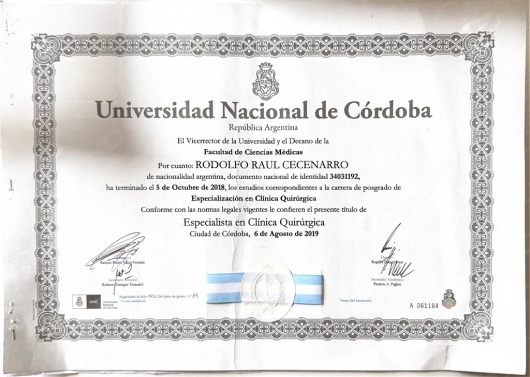 Universidad Nacional de Córdoba
República Argentina
El Vicerrector de la Universidad y el Decano de la
Facultad de Ciencias Médicas
Por cuanto: RODOLFO RAUL CECENARRO
de nacionalidad argentina, documento nacional de identidad 34031192,
ha terminado el 5 de Octubre de 2018, los estudios correspondientes a la carrera de posgrado de
Especialización en Clínica Quirúrgica
Conforme con las normas legales vigentes le confieren el presente título de
Especialista en Clínica Quirúrgica
Ciudad de Córdoba, 6 de Agosto de 2019
UNC
A 061164